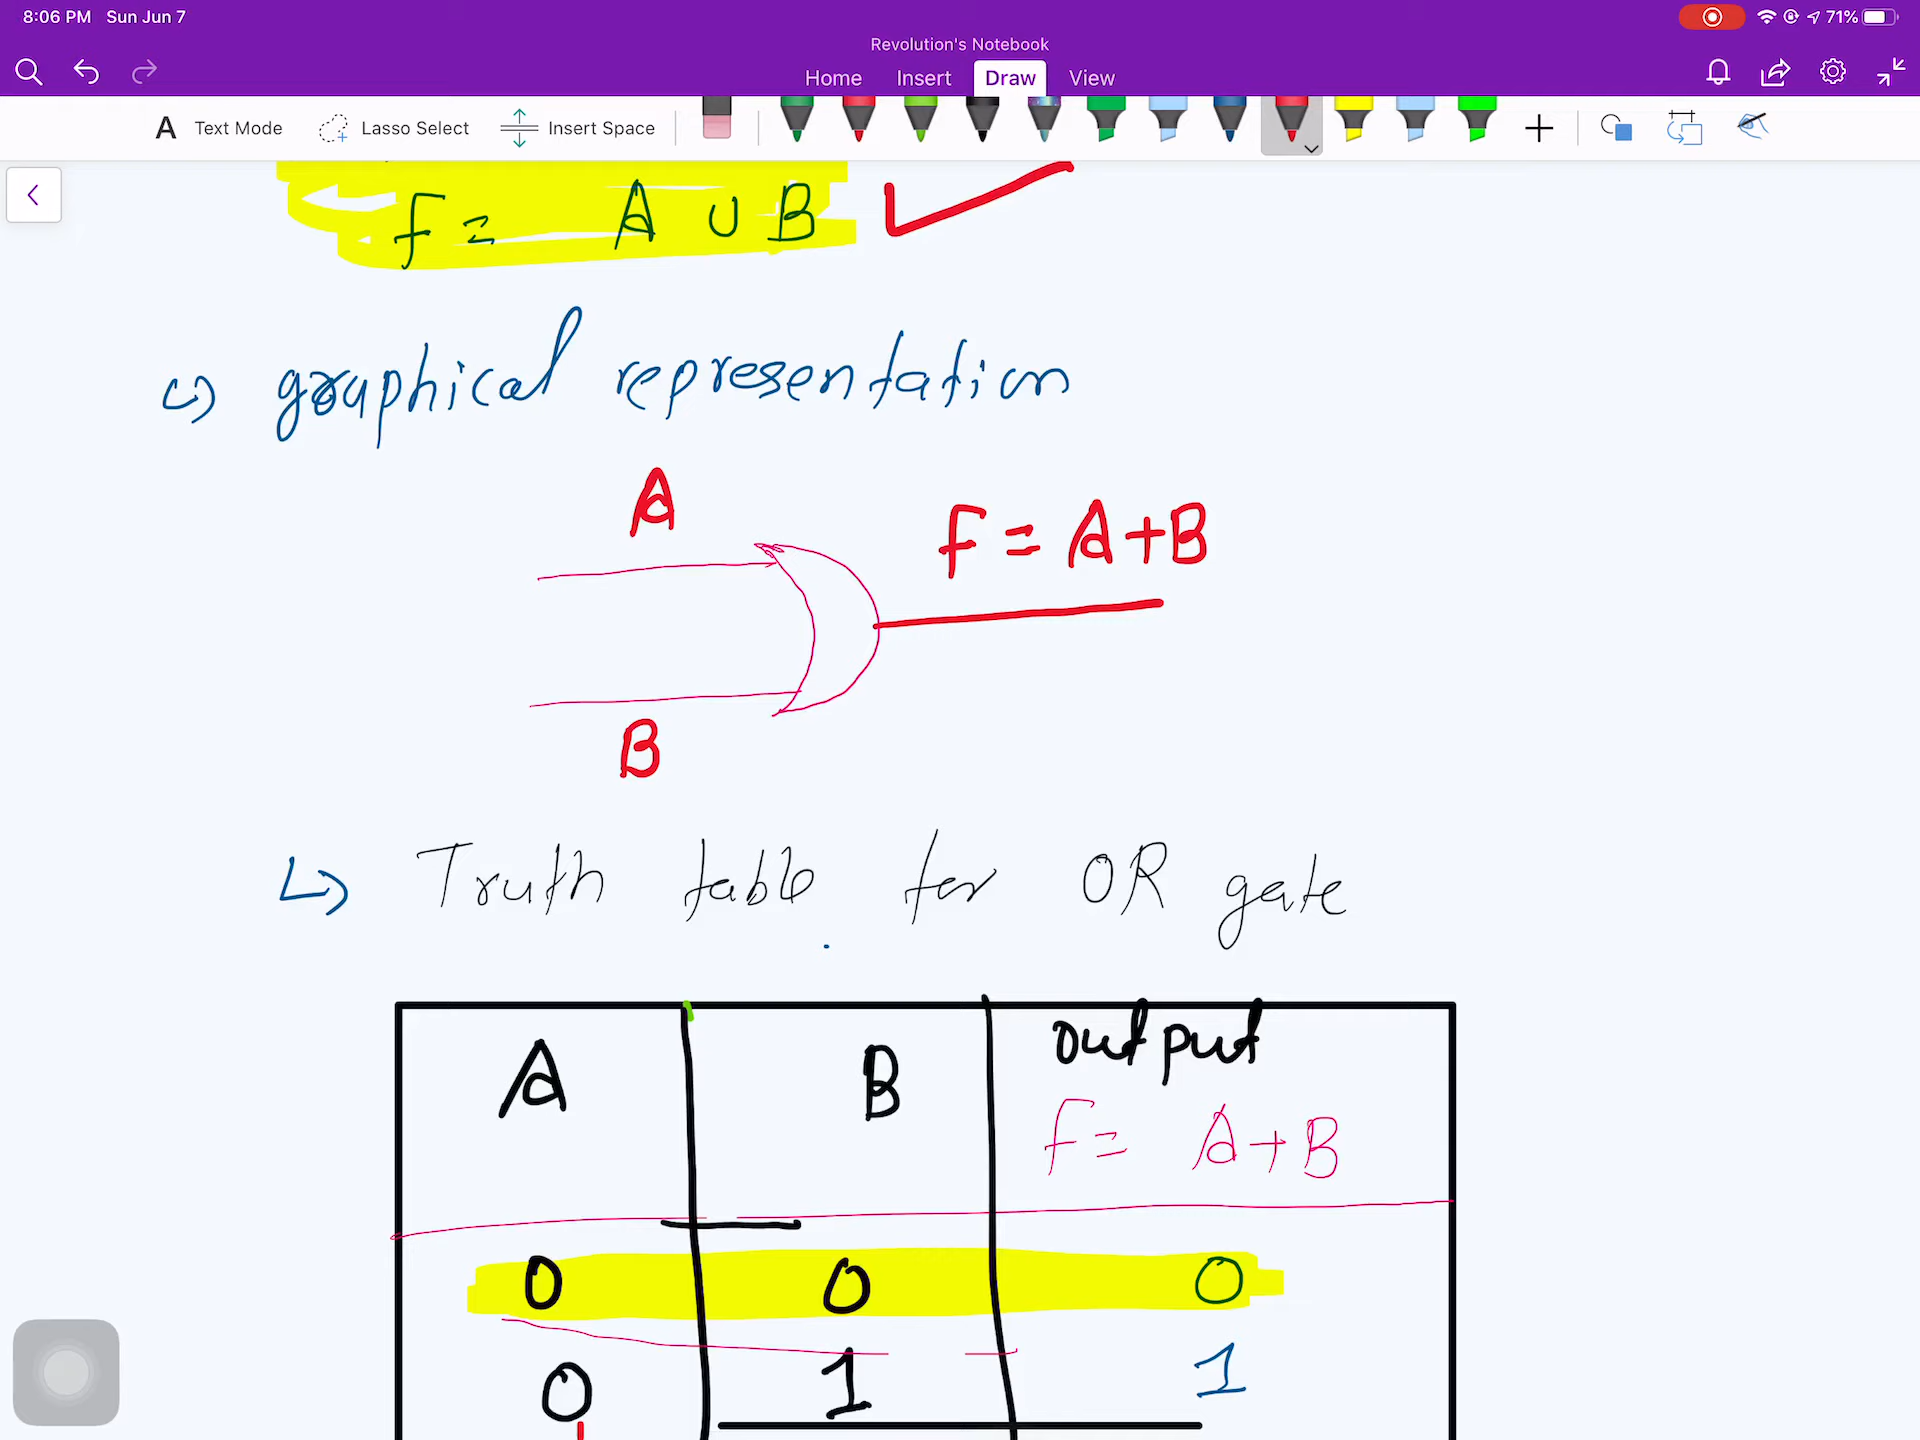 8:06 PM Sun Jun 7 71%
Revolution's Notebook
Home Insert Draw View
A Text Mode Lasso Select Insert Space
f = A ∪ B
graphical representation
A
F = A+B
B
Truth table for OR gate
A B output
f = A+B
0 0 0
0 1 1